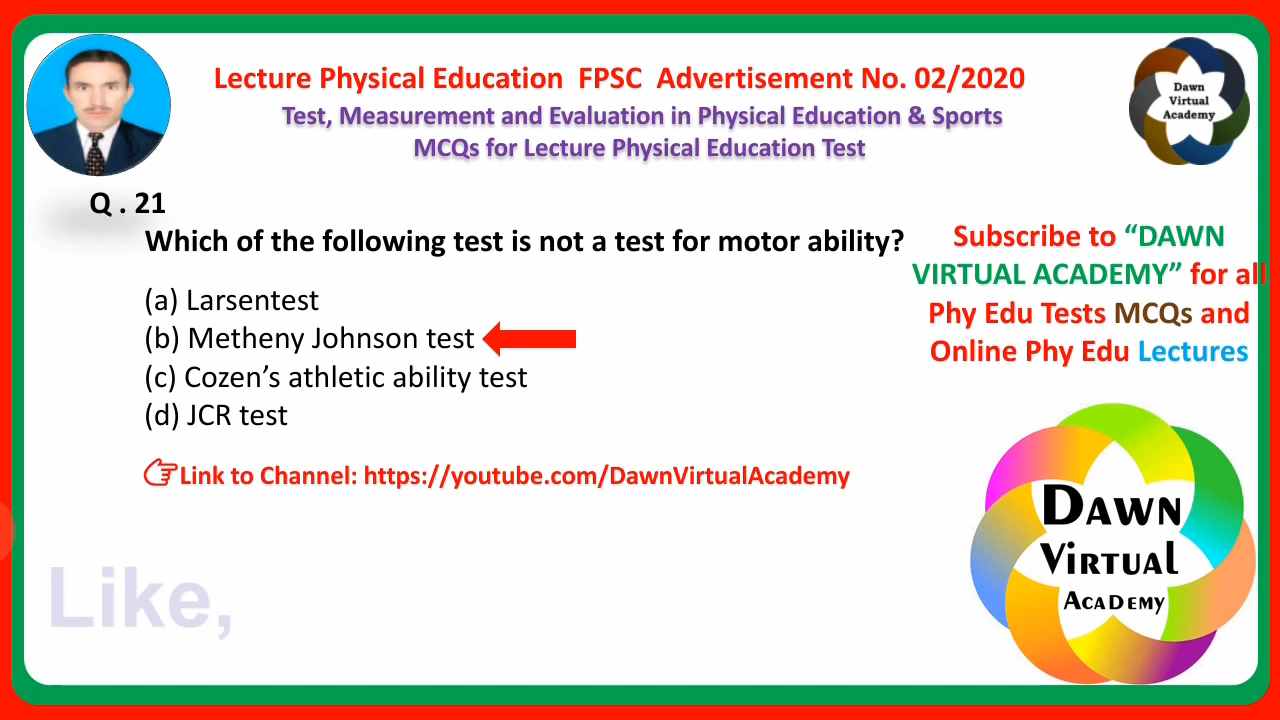 Lecture Physical Education FPSC Advertisement No. 02/2020
Test, Measurement and Evaluation in Physical Education & Sports
MCQs for Lecture Physical Education Test
Dawn
Virtual
Academy
Q . 21
Which of the following test is not a test for motor ability?
(a) Larsentest
(b) Metheny Johnson test
(c) Cozen’s athletic ability test
(d) JCR test
Link to Channel: https://youtube.com/DawnVirtualAcademy
Subscribe to “DAWN
VIRTUAL ACADEMY” for all
Phy Edu Tests MCQs and
Online Phy Edu Lectures
DAWN
VIRTUAL
ACADEMY
Like,